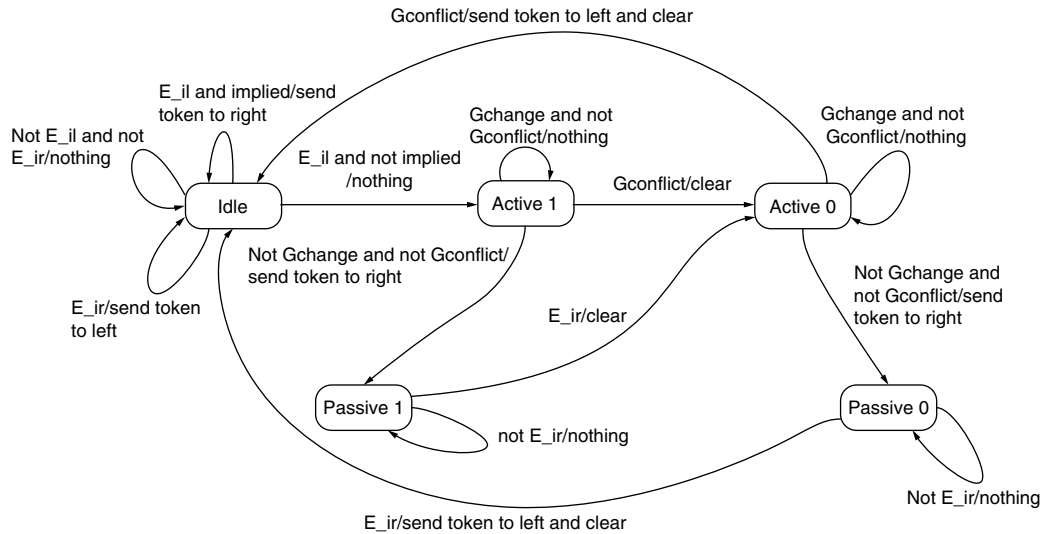 Gconflict/send token to left and clear
E_il and implied/send
token to right
Not E_il and not
E_ir/nothing
Gchange and not
Gconflict/nothing
Gchange and not
Gconflict/nothing
E_il and not implied
/nothing
Gconflict/clear
Idle
Active 1
Active 0
Not Gchange and not Gconflict/
send token to right
E_ir/send token
to left
Not Gchange and
not Gconflict/send
token to right
E_ir/clear
Passive 1
Passive 0
not E_ir/nothing
Not E_ir/nothing
E_ir/send token to left and clear